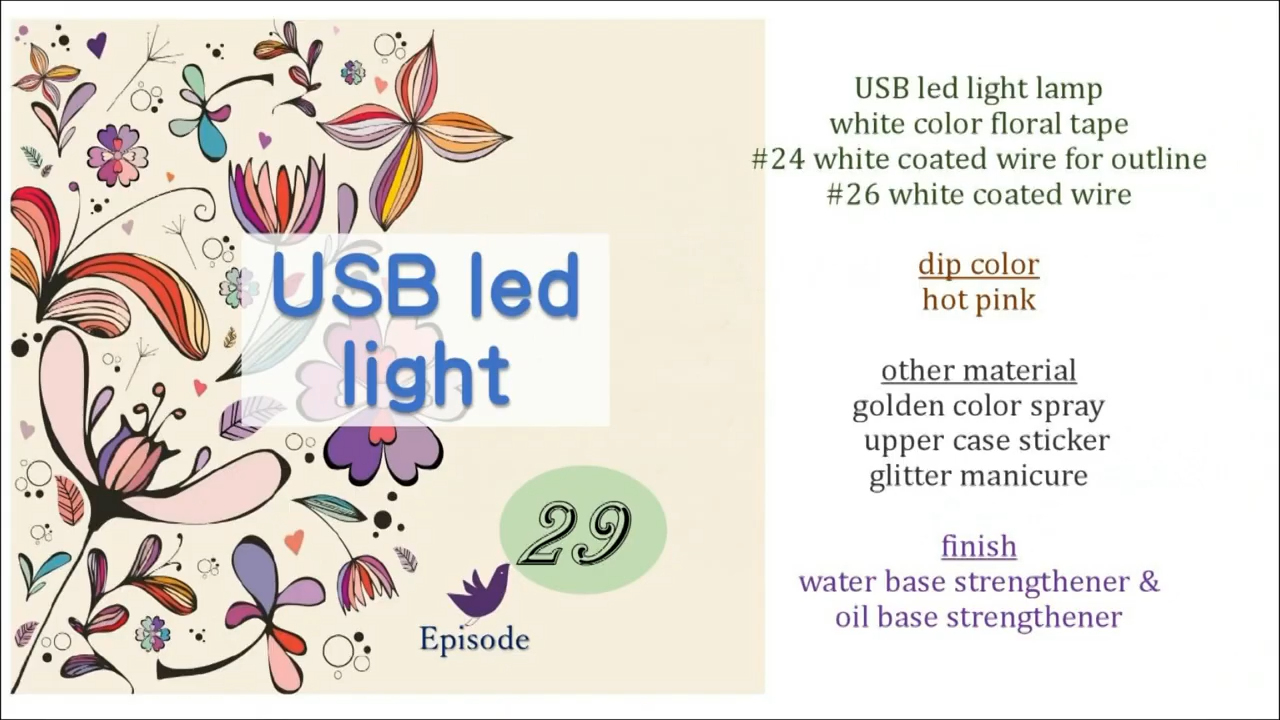 USB led
light
29
Episode
USB led light lamp
white color floral tape
#24 white coated wire for outline
#26 white coated wire
dip color
hot pink
other material
golden color spray
upper case sticker
glitter manicure
finish
water base strengthener &
oil base strengthener